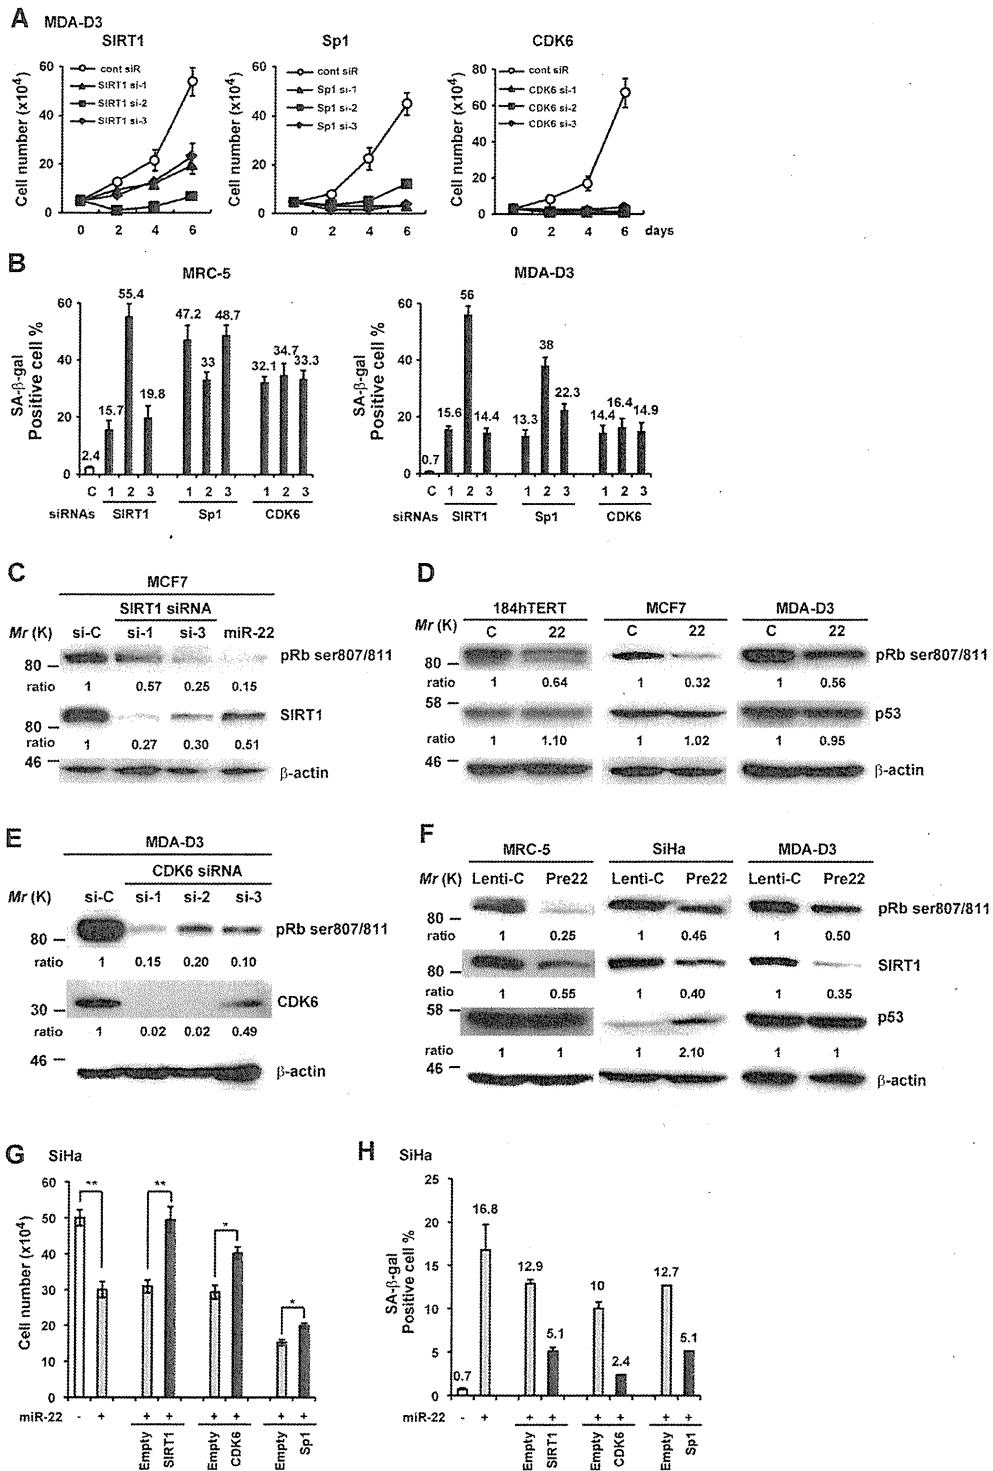 A MDA-D3
SIRT1
Cell number (x10⁴)
60
40
20
0
cont siR
SIRT1 si-1
SIRT1 si-2
SIRT1 si-3
0 2 4 6
Sp1
Cell number (x10⁴)
60
40
20
0
cont siR
Sp1 si-1
Sp1 si-2
Sp1 si-3
0 2 4 6
CDK6
Cell number (x10⁴)
80
60
40
20
0
cont siR
CDK6 si-1
CDK6 si-2
CDK6 si-3
0 2 4 6 days
B
MRC-5
SA-β-gal
Positive cell %
60
40
20
0
2.4 15.7 55.4 19.8 47.2 33 48.7 32.1 34.7 33.3
C 1 2 3 1 2 3 1 2 3
siRNAs SIRT1 Sp1 CDK6
MDA-D3
SA-β-gal
Positive cell %
60
40
20
0
0.7 15.6 56 14.4 13.3 38 22.3 14.4 16.4 14.9
C 1 2 3 1 2 3 1 2 3
siRNAs SIRT1 Sp1 CDK6
C
MCF7
SIRT1 siRNA
Mr (K) si-C si-1 si-3 miR-22
80 pRb ser807/811
ratio 1 0.57 0.25 0.15
80 SIRT1
ratio 1 0.27 0.30 0.51
46 β-actin
D
184hTERT MCF7 MDA-D3
Mr (K) C 22 C 22 C 22
80 pRb ser807/811
ratio 1 0.64 1 0.32 1 0.56
58 p53
ratio 1 1.10 1 1.02 1 0.95
46 β-actin
E
MDA-D3
CDK6 siRNA
Mr (K) si-C si-1 si-2 si-3
80 pRb ser807/811
ratio 1 0.15 0.20 0.10
30 CDK6
ratio 1 0.02 0.02 0.49
46 β-actin
F
MRC-5 SiHa MDA-D3
Mr (K) Lenti-C Pre22 Lenti-C Pre22 Lenti-C Pre22
80 pRb ser807/811
ratio 1 0.25 1 0.46 1 0.50
80 SIRT1
ratio 1 0.55 1 0.40 1 0.35
58 p53
ratio 1 1 1 2.10 1 1
46 β-actin
G SiHa
Cell number (x10⁴)
60
50
40
30
20
10
0
** ** * *
miR-22 - + + + + + + +
Empty SIRT1 Empty CDK6 Empty Sp1
H SiHa
SA-β-gal
Positive cell %
25
20
15
10
5
0
0.7 16.8 12.9 5.1 10 2.4 12.7 5.1
miR-22 - + + + + + + +
Empty SIRT1 Empty CDK6 Empty Sp1